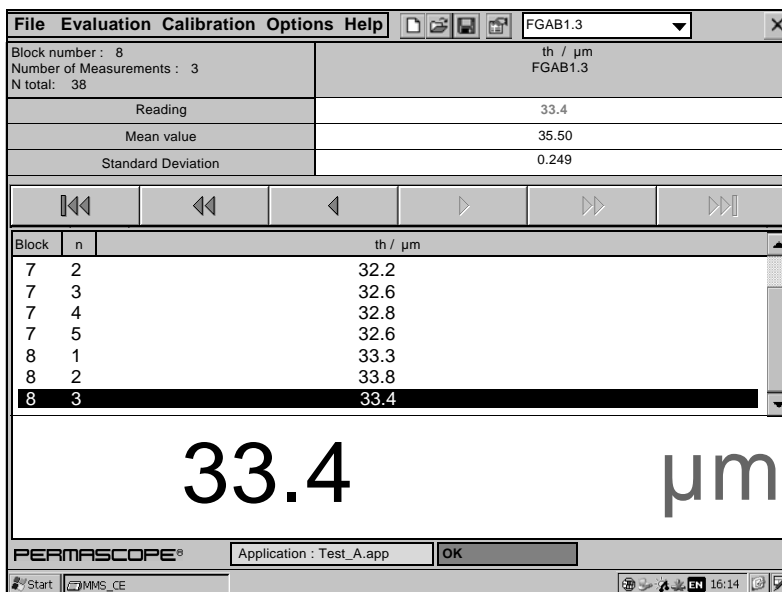 File Evaluation Calibration Options Help FGAB1.3
Block number : 8
Number of Measurements : 3
N total: 38
th / µm
FGAB1.3
Reading 33.4
Mean value 35.50
Standard Deviation 0.249
Block n th / µm
7 2 32.2
7 3 32.6
7 4 32.8
7 5 32.6
8 1 33.3
8 2 33.8
8 3 33.4
33.4 µm
PERMASCOPE® Application : Test_A.app OK
Start MMS_CE EN 16:14